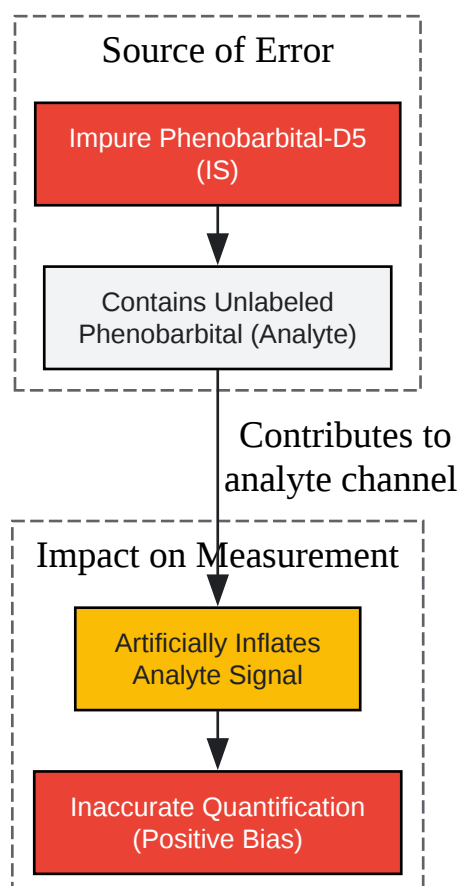 Source of Error
Impure Phenobarbital-D5
(IS)
Contains Unlabeled
Phenobarbital (Analyte)
Contributes to
analyte channel
Impact on Measurement
Artificially Inflates
Analyte Signal
Inaccurate Quantification
(Positive Bias)